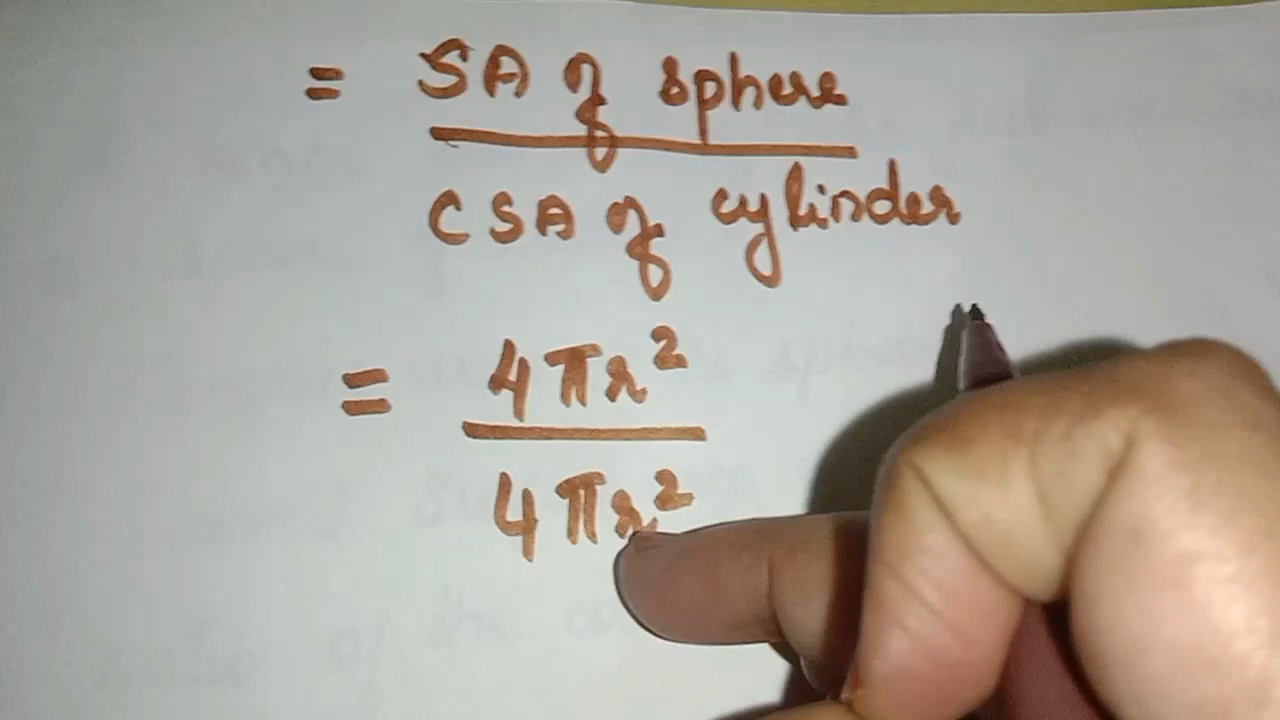 = SA of sphere
CSA of cylinder
= 4πr²
4πr²